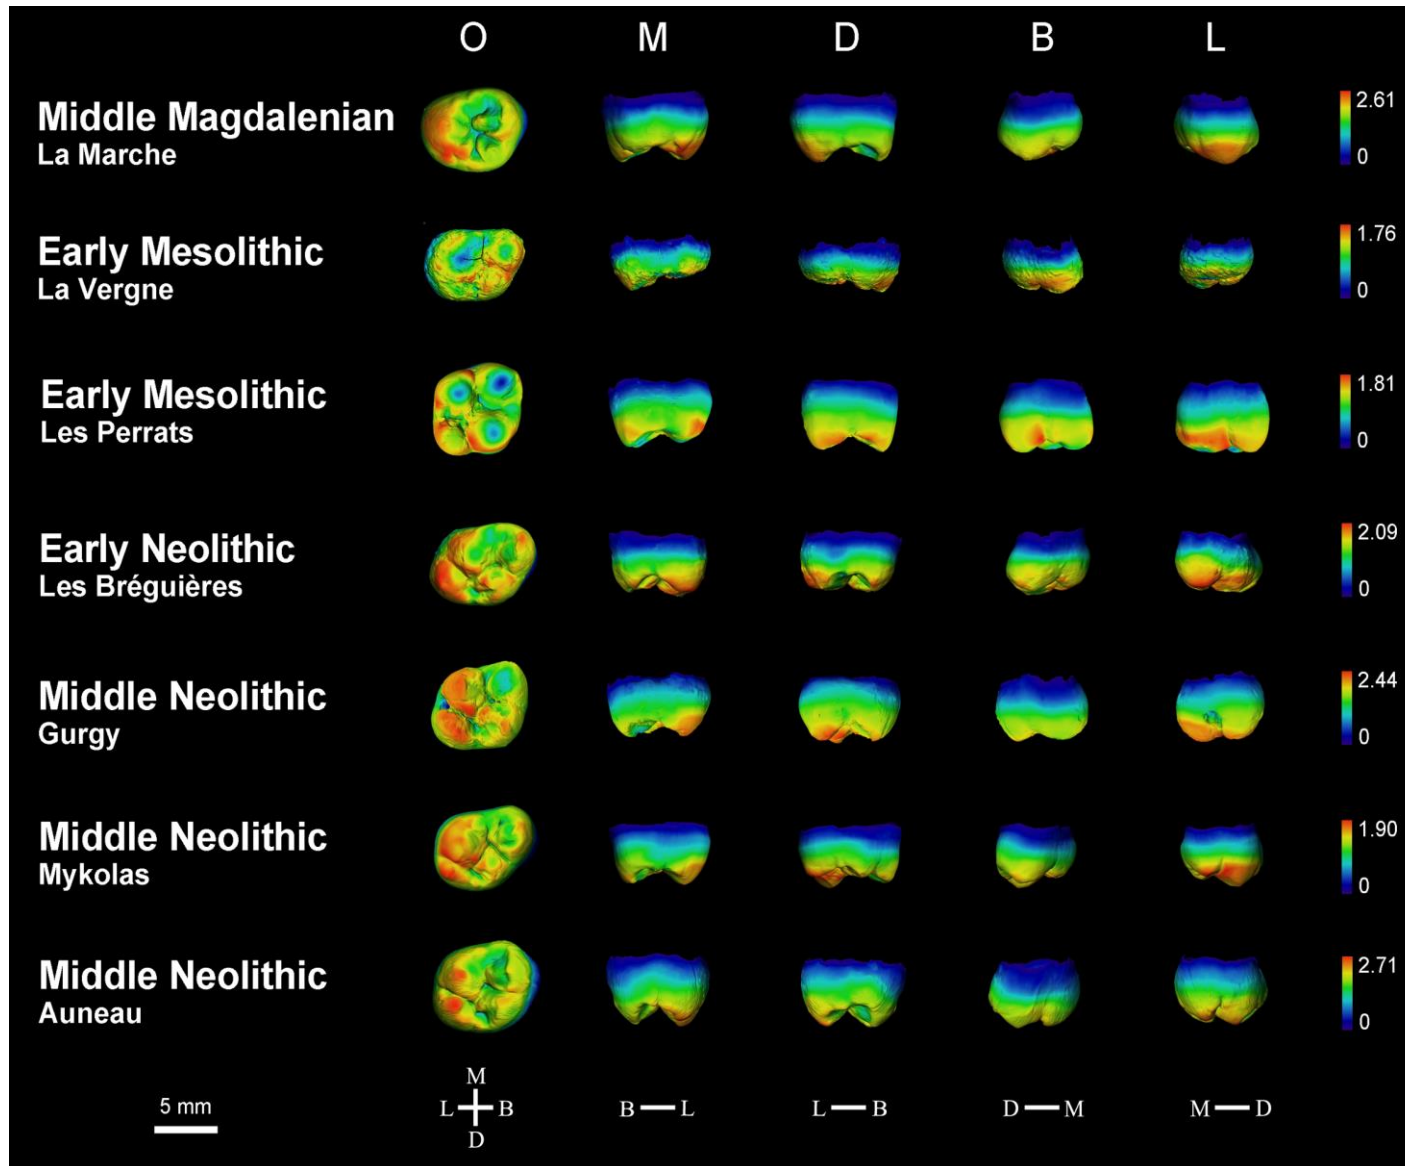 O M D B L
Middle Magdalenian
La Marche
2.61
0
Early Mesolithic
La Vergne
1.76
0
Early Mesolithic
Les Perrats
1.81
0
Early Neolithic
Les Bréguières
2.09
0
Middle Neolithic
Gurgy
2.44
0
Middle Neolithic
Mykolas
1.90
0
Middle Neolithic
Auneau
2.71
0
5 mm
M
L B
D
B L
L B
D M
M D